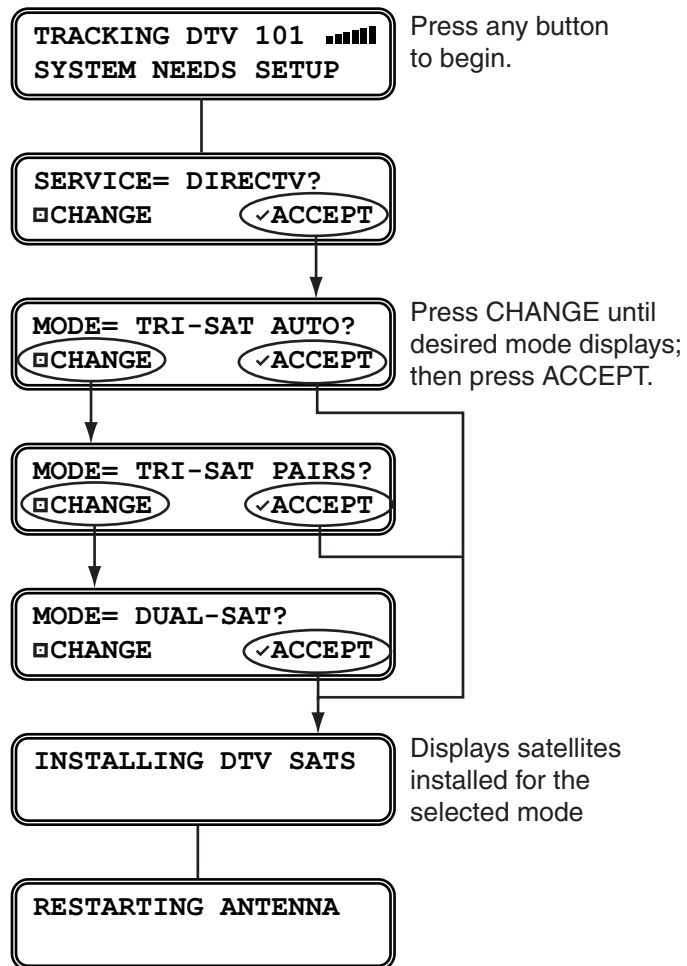 TRACKING DTV 101
SYSTEM NEEDS SETUP
Press any button
to begin.
SERVICE= DIRECTV?
CHANGE ✓ACCEPT
MODE= TRI-SAT AUTO?
CHANGE ✓ACCEPT
Press CHANGE until
desired mode displays;
then press ACCEPT.
MODE= TRI-SAT PAIRS?
CHANGE ✓ACCEPT
MODE= DUAL-SAT?
CHANGE ✓ACCEPT
INSTALLING DTV SATS
Displays satellites
installed for the
selected mode
RESTARTING ANTENNA